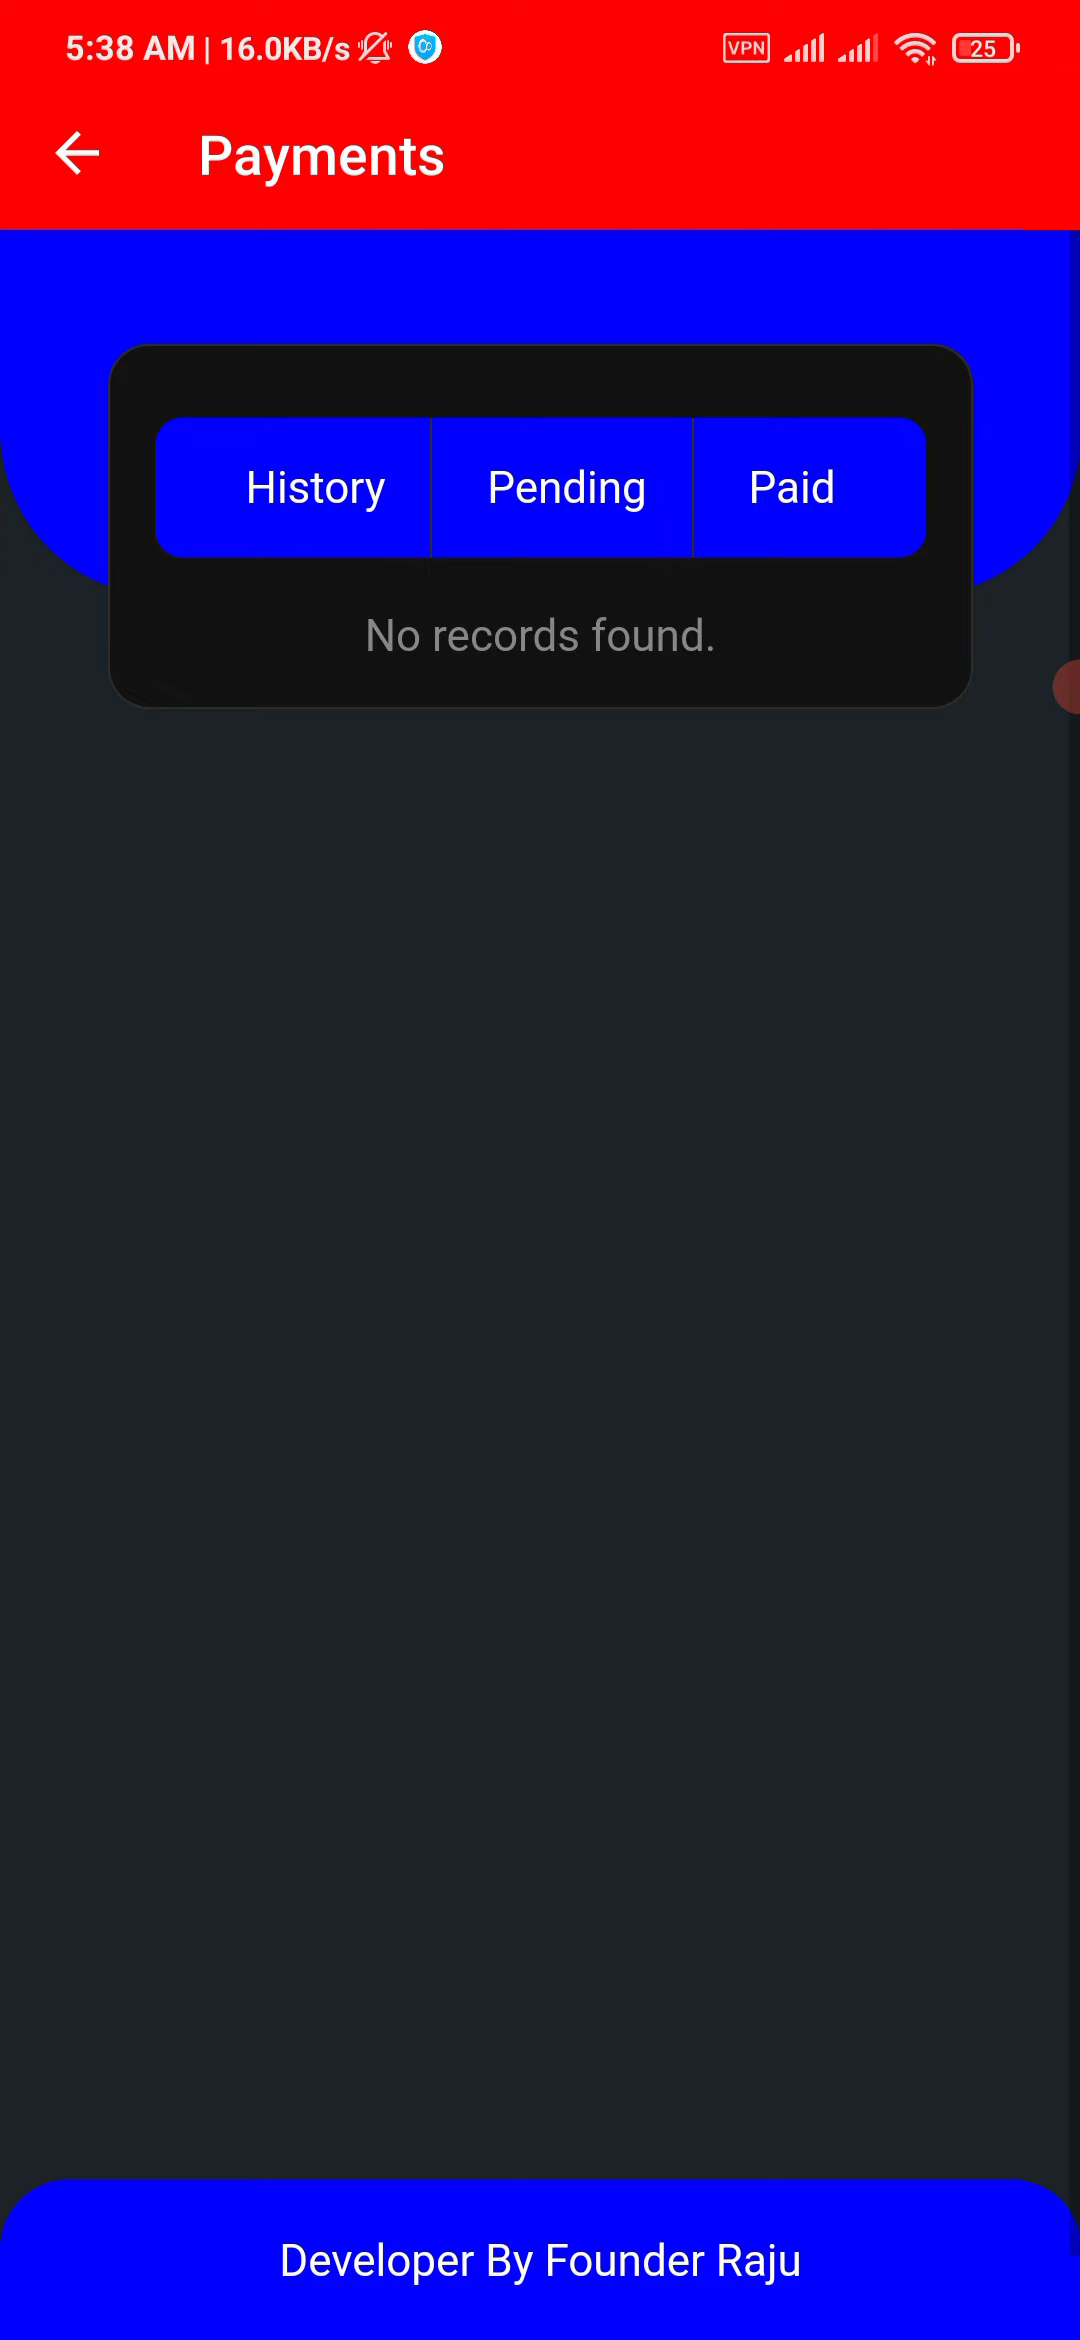 5:38 AM | 16.0KB/s VPN 25
Payments
History Pending Paid
No records found.
Developer By Founder Raju